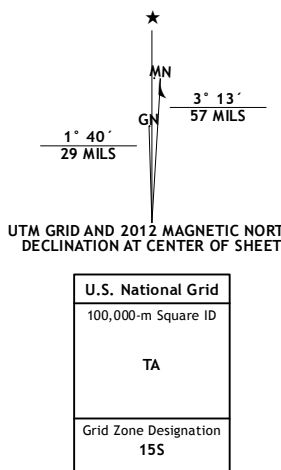 ★
MN
GN
3° 13´
57 MILS
1° 40´
29 MILS
UTM GRID AND 2012 MAGNETIC NORT
DECLINATION AT CENTER OF SHEET
U.S. National Grid
100,000-m Square ID
TA
Grid Zone Designation
15S